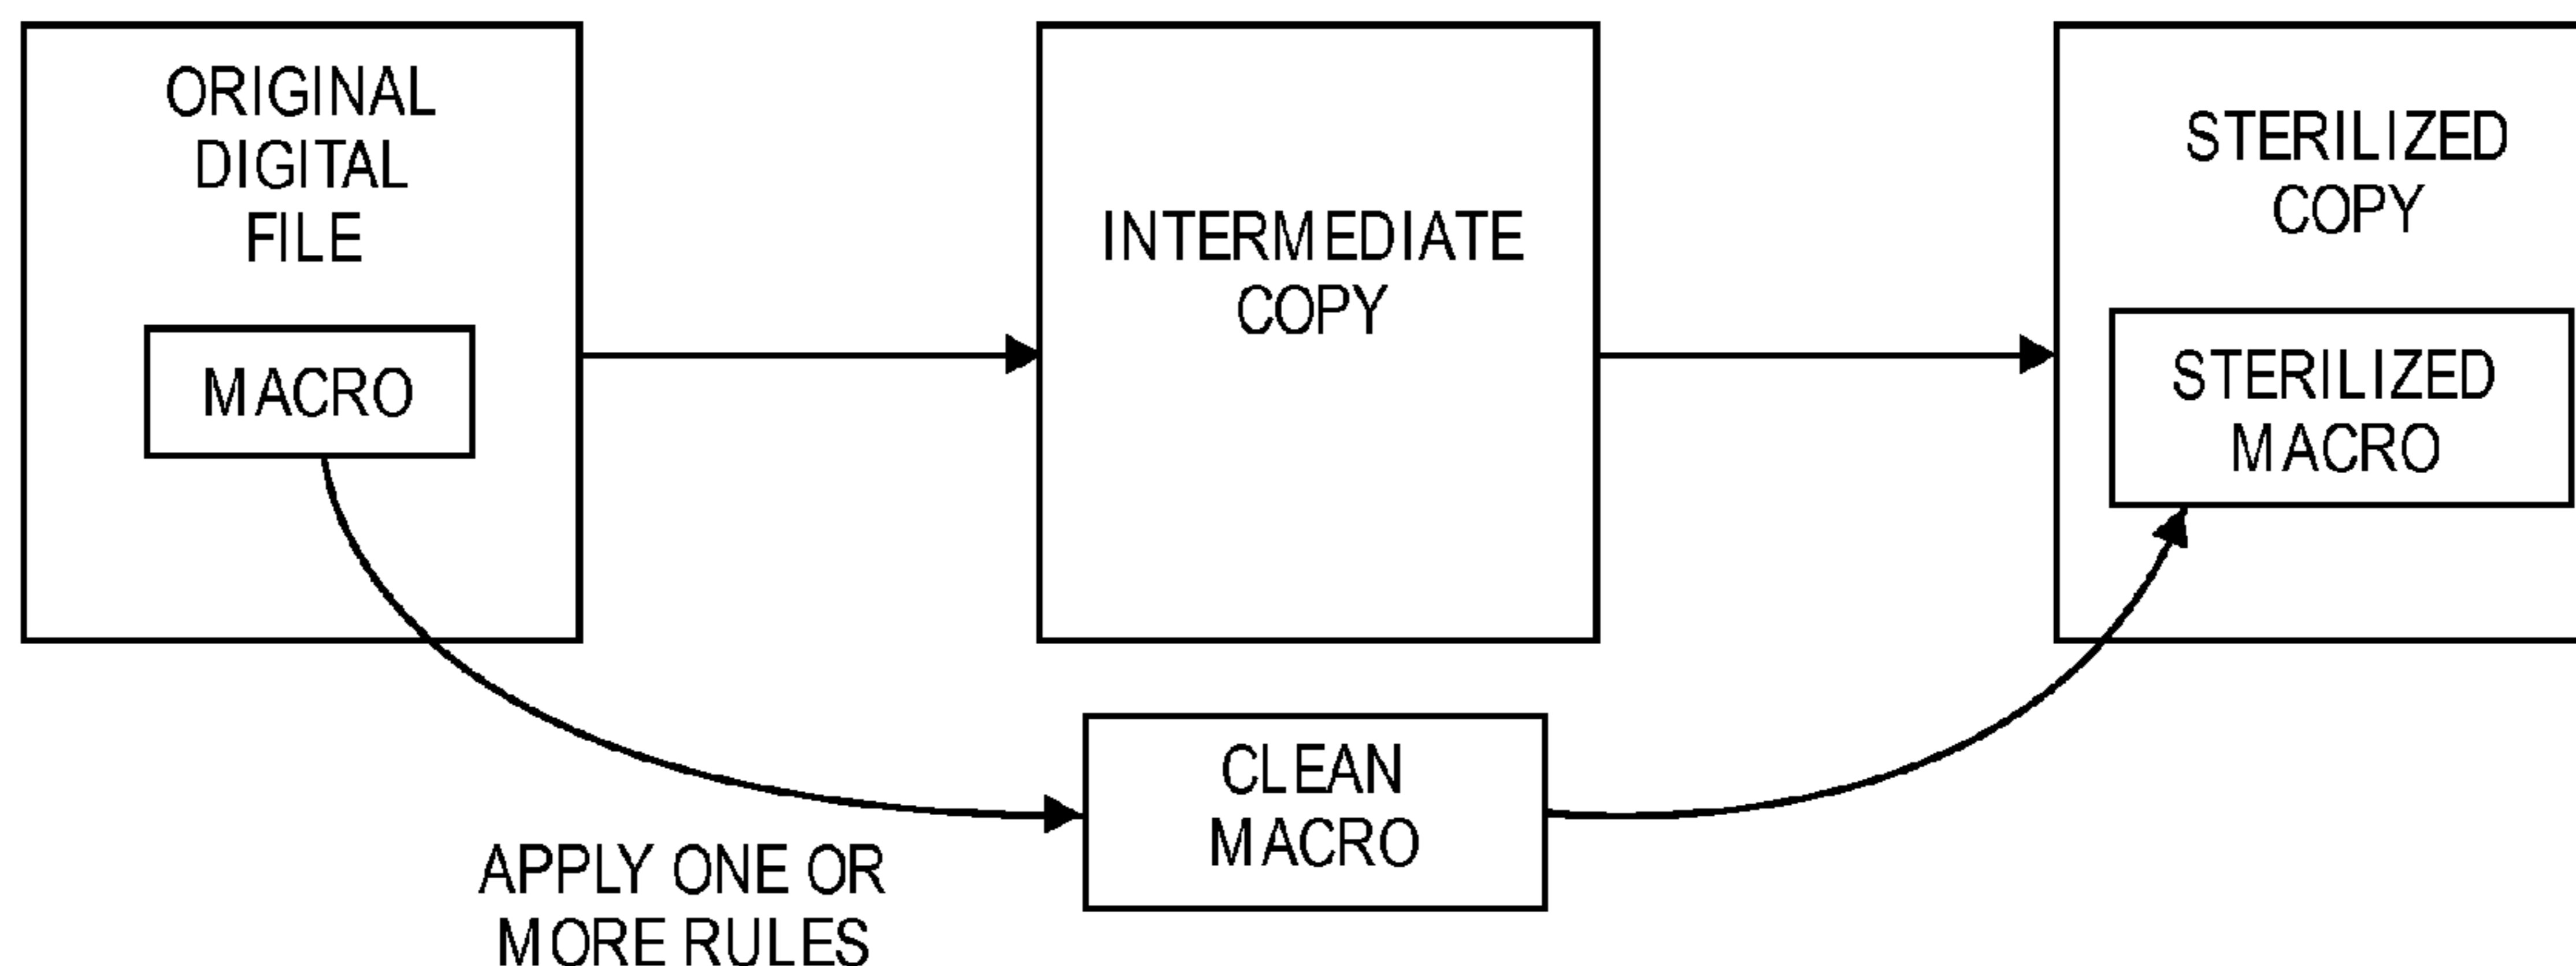 ORIGINAL
DIGITAL
FILE
MACRO
INTERMEDIATE
COPY
STERILIZED
COPY
STERILIZED
MACRO
CLEAN
MACRO
APPLY ONE OR
MORE RULES